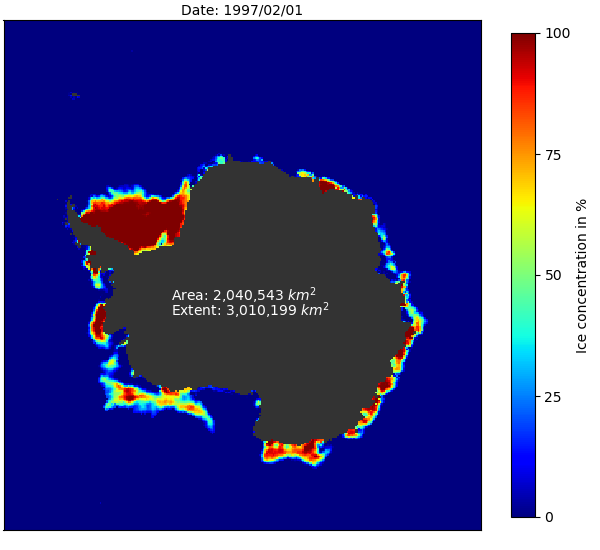 Date: 1997/02/01
Area: 2,040,543 km²
Extent: 3,010,199 km²
100
75
50
25
0
Ice concentration in %